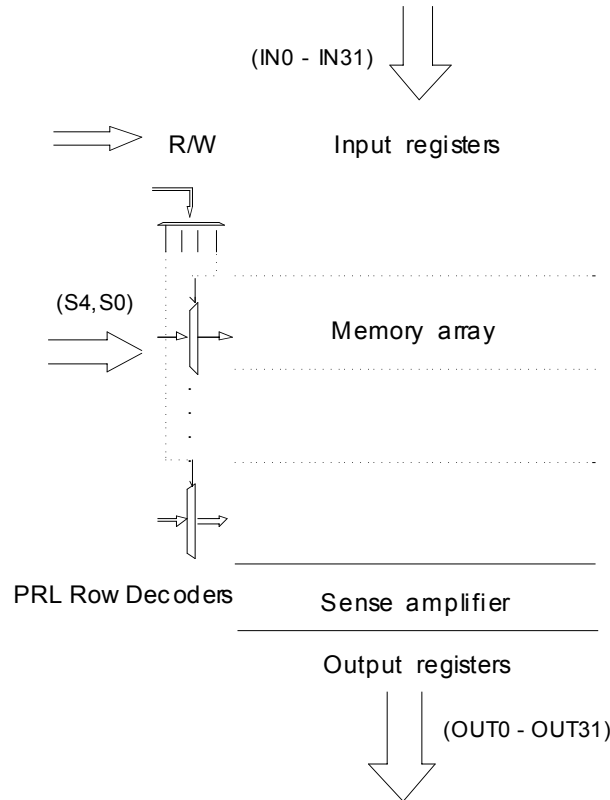 (IN0 - IN31)
R/W
Input registers
(S4,S0)
Memory array
PRL Row Decoders
Sense amplifier
Output registers
(OUT0 - OUT31)